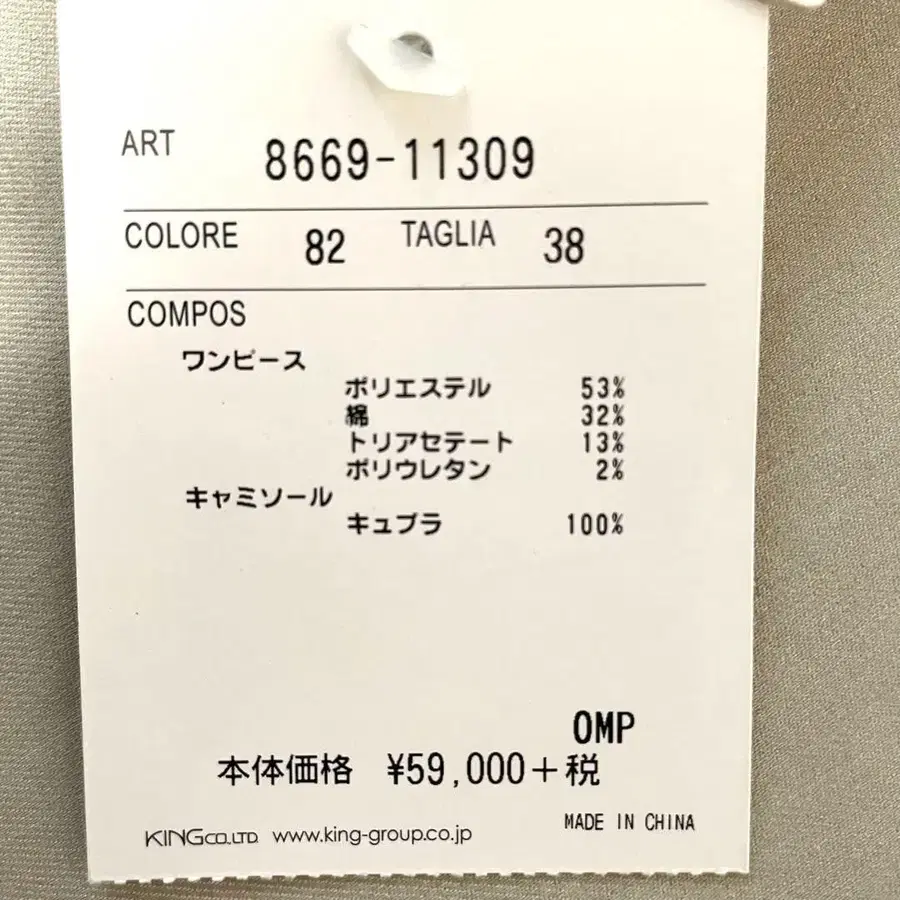 ART 8669-11309
COLORE 82 TAGLIA 38
COMPOS
ワンピース
ポリエステル 53%
綿 32%
トリアセテート 13%
ポリウレタン 2%
キャミソール
キュプラ 100%
OMP
本体価格 ¥59,000+税
KING CO.,LTD. www.king-group.co.jp MADE IN CHINA